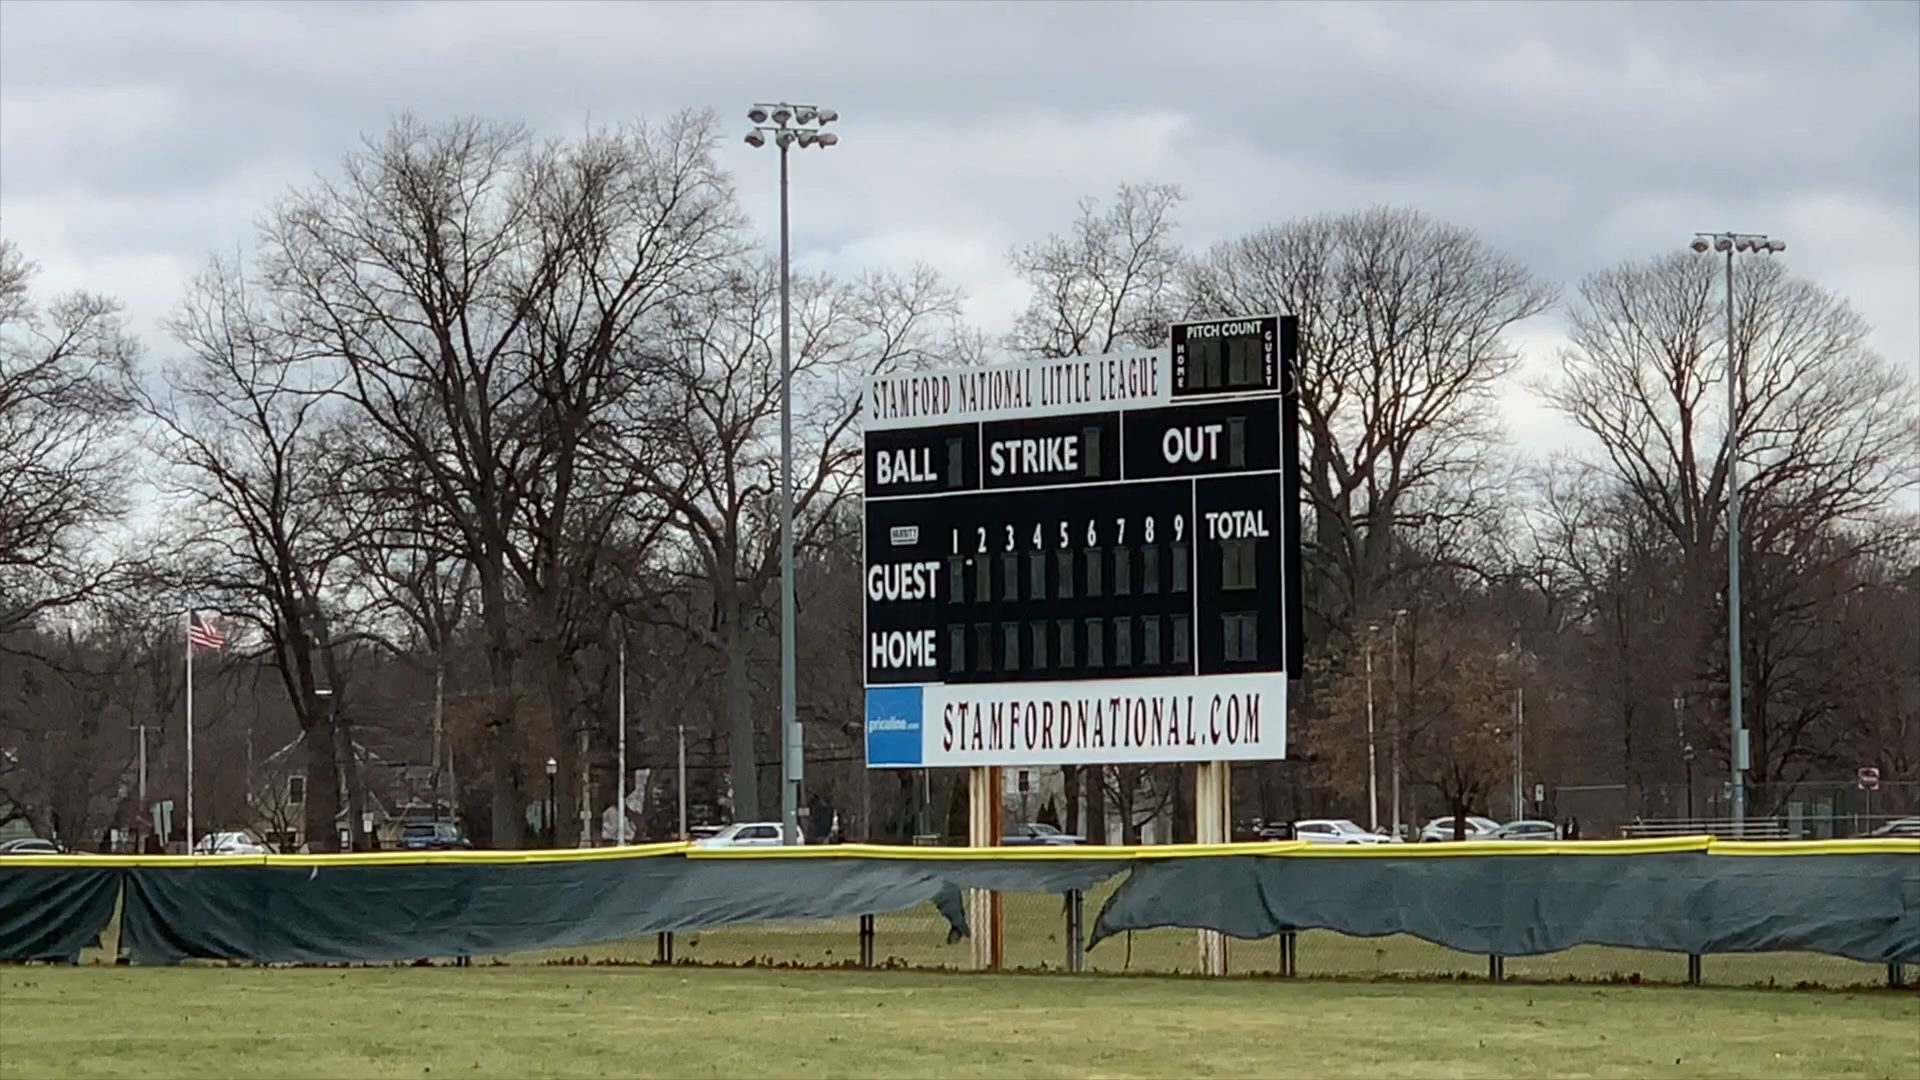 PITCH COUNT
HOME
GUEST
STAMFORD NATIONAL LITTLE LEAGUE
BALL
STRIKE
OUT
VARSITY
1 2 3 4 5 6 7 8 9 TOTAL
GUEST
HOME
priceline.com
STAMFORDNATIONAL.COM